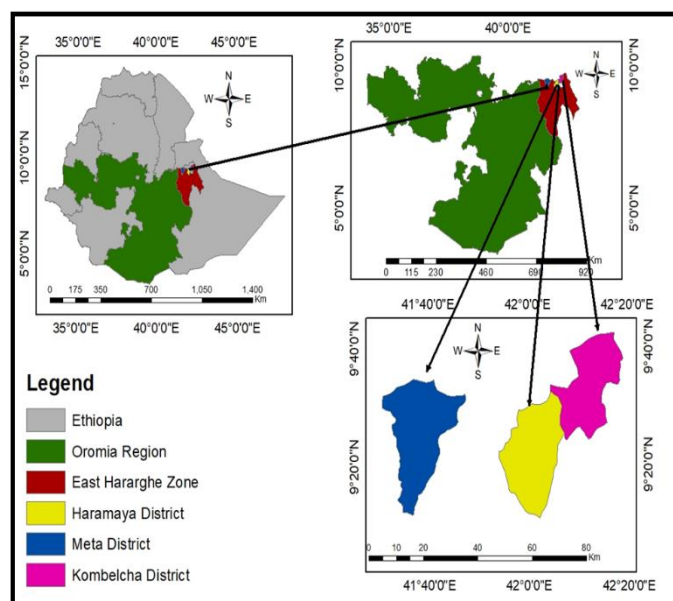 35°0'0"E 40°0'0"E 45°0'0"E
15°0'0"N
10°0'0"N
5°0'0"N
N
W E
S
0 175 350 700 1,050 1,400
Km
35°0'0"E 40°0'0"E 45°0'0"E
35°0'0"E 40°0'0"E
10°0'0"N 10°0'0"N
5°0'0"N 5°0'0"N
N
W E
S
0 115 230 460 690 920
Km
41°40'0"E 42°0'0"E 42°20'0"E
9°40'0"N 9°40'0"N
9°20'0"N 9°20'0"N
N
W E
S
0 10 20 40 60 80
Km
41°40'0"E 42°0'0"E 42°20'0"E
Legend
Ethiopia
Oromia Region
East Hararghe Zone
Haramaya District
Meta District
Kombelcha District